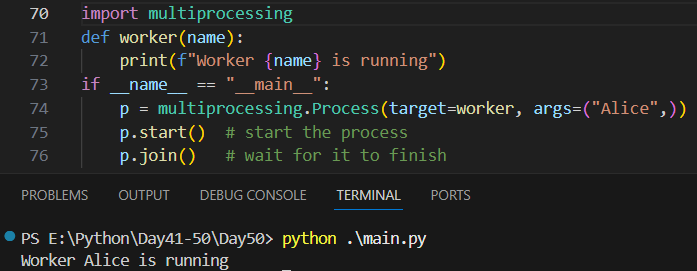 70 import multiprocessing
71 def worker(name):
72     print(f"Worker {name} is running")
73 if __name__ == "__main__":
74     p = multiprocessing.Process(target=worker, args=("Alice",))
75     p.start()  # start the process
76     p.join()   # wait for it to finish
PROBLEMS OUTPUT DEBUG CONSOLE TERMINAL PORTS
PS E:\Python\Day41-50\Day50> python .\main.py
Worker Alice is running